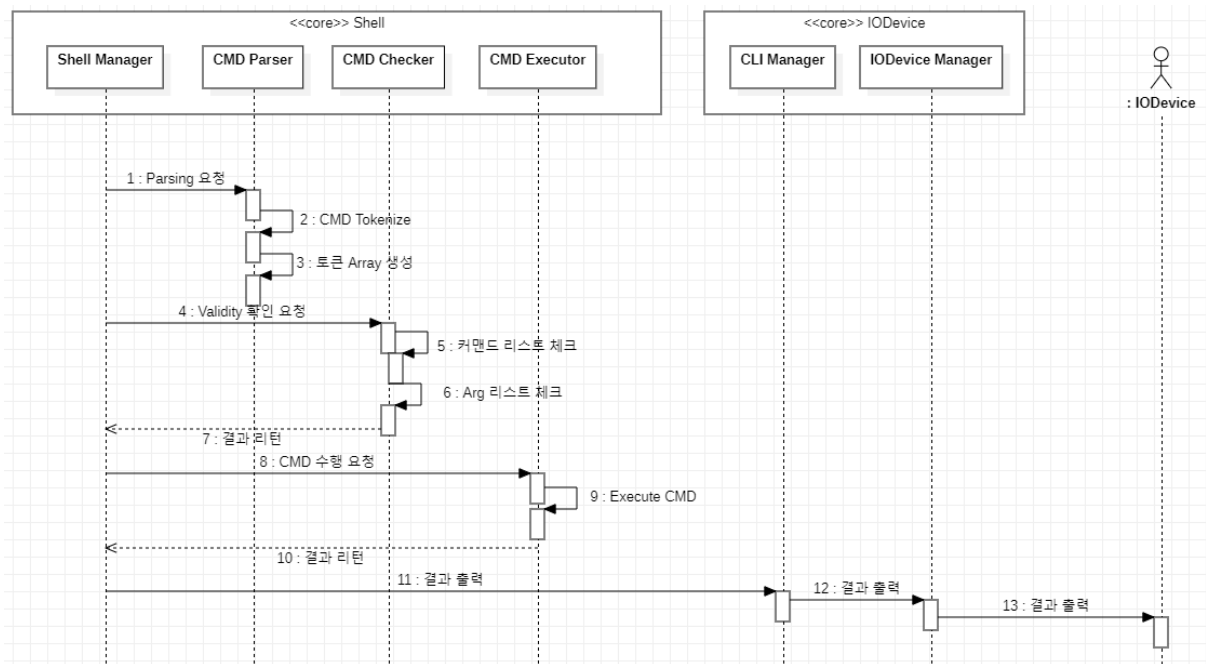 <<core>> Shell
<<core>> IODevice
Shell Manager
CMD Parser
CMD Checker
CMD Executor
CLI Manager
IODevice Manager
: IODevice
1 : Parsing 요청
2 : CMD Tokenize
3 : 토큰 Array 생성
4 : Validity 확인 요청
5 : 커맨드 리스트 체크
6 : Arg 리스트 체크
7 : 결과 리턴
8 : CMD 수행 요청
9 : Execute CMD
10 : 결과 리턴
11 : 결과 출력
12 : 결과 출력
13 : 결과 출력